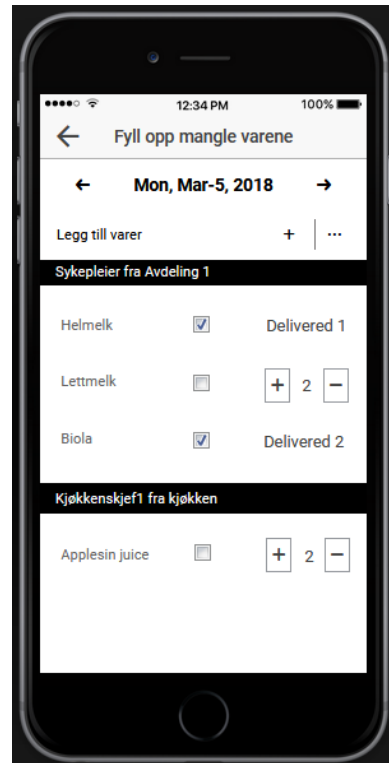 12:34 PM 100%
Fyll opp mangle varene
← Mon, Mar-5, 2018 →
Legg till varer + ...
Sykepleier fra Avdeling 1
Helmelk Delivered 1
Lettmelk + 2 −
Biola Delivered 2
Kjøkkenskjef1 fra kjøkken
Applesin juice + 2 −